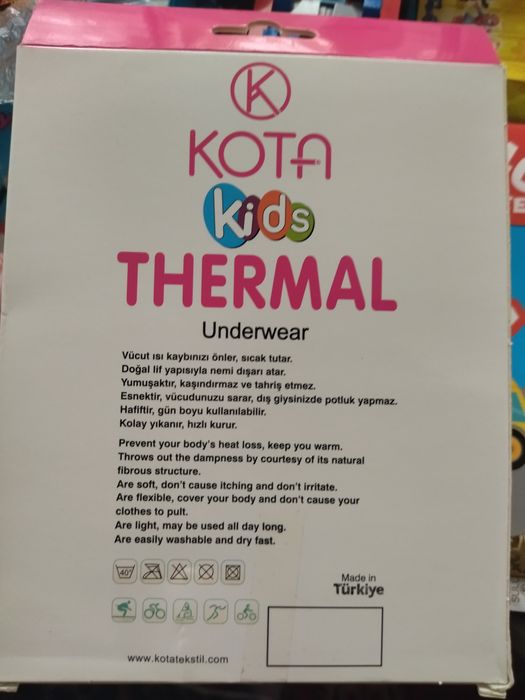 K
KOTA
kids
THERMAL
Underwear
Vücut ısı kaybınızı önler, sıcak tutar.
Doğal lif yapısıyla nemi dışarı atar.
Yumuşaktır, kaşındırmaz ve tahriş etmez.
Esnektir, vücudunuzu sarar, dış giysinizde potluk yapmaz.
Hafiftir, gün boyu kullanılabilir.
Kolay yıkanır, hızlı kurur.
Prevent your body's heat loss, keep you warm.
Throws out the dampness by courtesy of its natural
fibrous structure.
Are soft, don't cause itching and don't irritate.
Are flexible, cover your body and don't cause your
clothes to pult.
Are light, may be used all day long.
Are easily washable and dry fast.
40°
Made in
Türkiye
www.kotatekstil.com